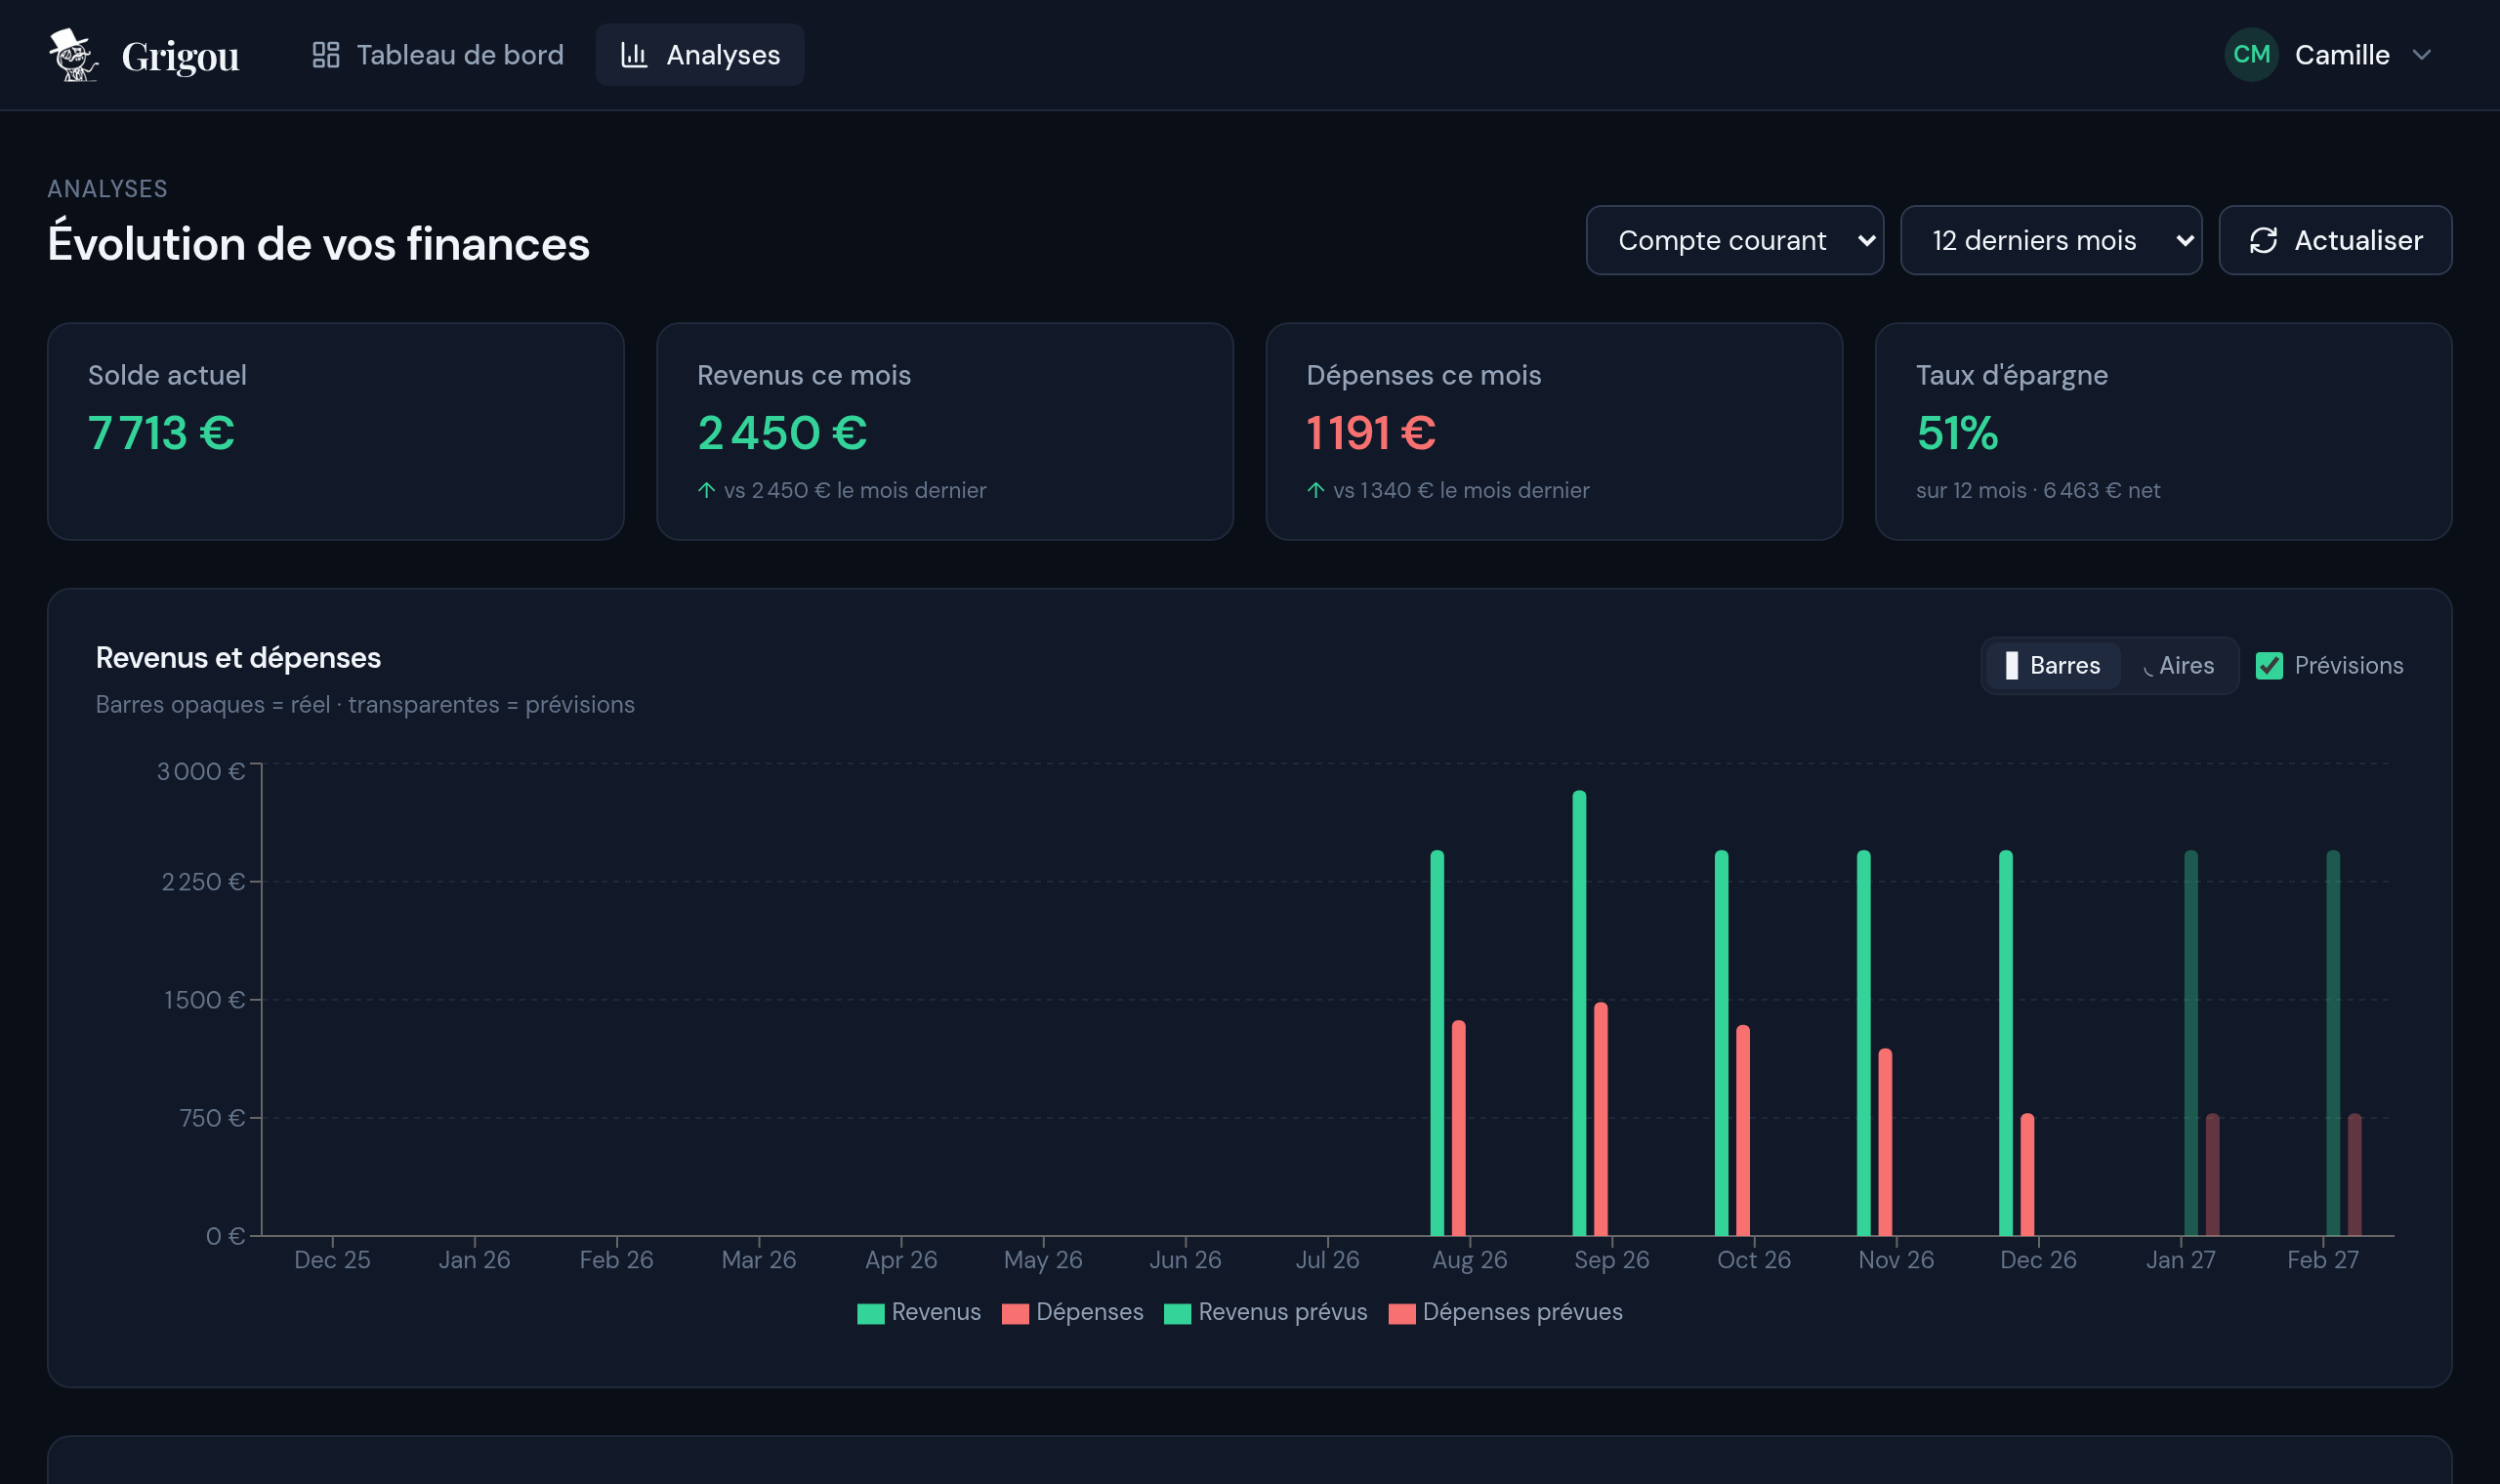 Grigou
Tableau de bord
Analyses
CM
Camille
ANALYSES
Évolution de vos finances
Compte courant
12 derniers mois
Actualiser
Solde actuel
7 713 €
Revenus ce mois
2 450 €
↑ vs 2 450 € le mois dernier
Dépenses ce mois
1 191 €
↑ vs 1 340 € le mois dernier
Taux d'épargne
51%
sur 12 mois · 6 463 € net
Revenus et dépenses
Barres opaques = réel · transparentes = prévisions
Barres
Aires
Prévisions
3 000 €
2 250 €
1 500 €
750 €
0 €
Dec 25 Jan 26 Feb 26 Mar 26 Apr 26 May 26 Jun 26 Jul 26 Aug 26 Sep 26 Oct 26 Nov 26 Dec 26 Jan 27 Feb 27
Revenus Dépenses Revenus prévus Dépenses prévues